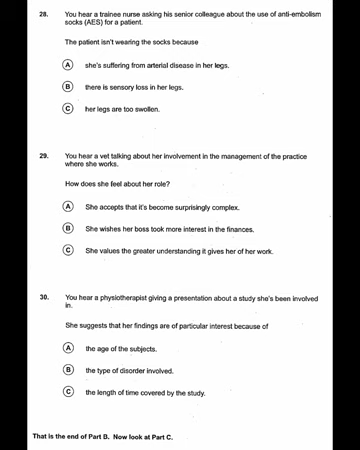 28. You hear a trainee nurse asking his senior colleague about the use of anti-embolism
socks (AES) for a patient.
The patient isn't wearing the socks because
A she's suffering from arterial disease in her legs.
B there is sensory loss in her legs.
C her legs are too swollen.
29. You hear a vet talking about her involvement in the management of the practice
where she works.
How does she feel about her role?
A She accepts that it's become surprisingly complex.
B She wishes her boss took more interest in the finances.
C She values the greater understanding it gives her of her work.
30. You hear a physiotherapist giving a presentation about a study she's been involved
in.
She suggests that her findings are of particular interest because of
A the age of the subjects.
B the type of disorder involved.
C the length of time covered by the study.
That is the end of Part B. Now look at Part C.